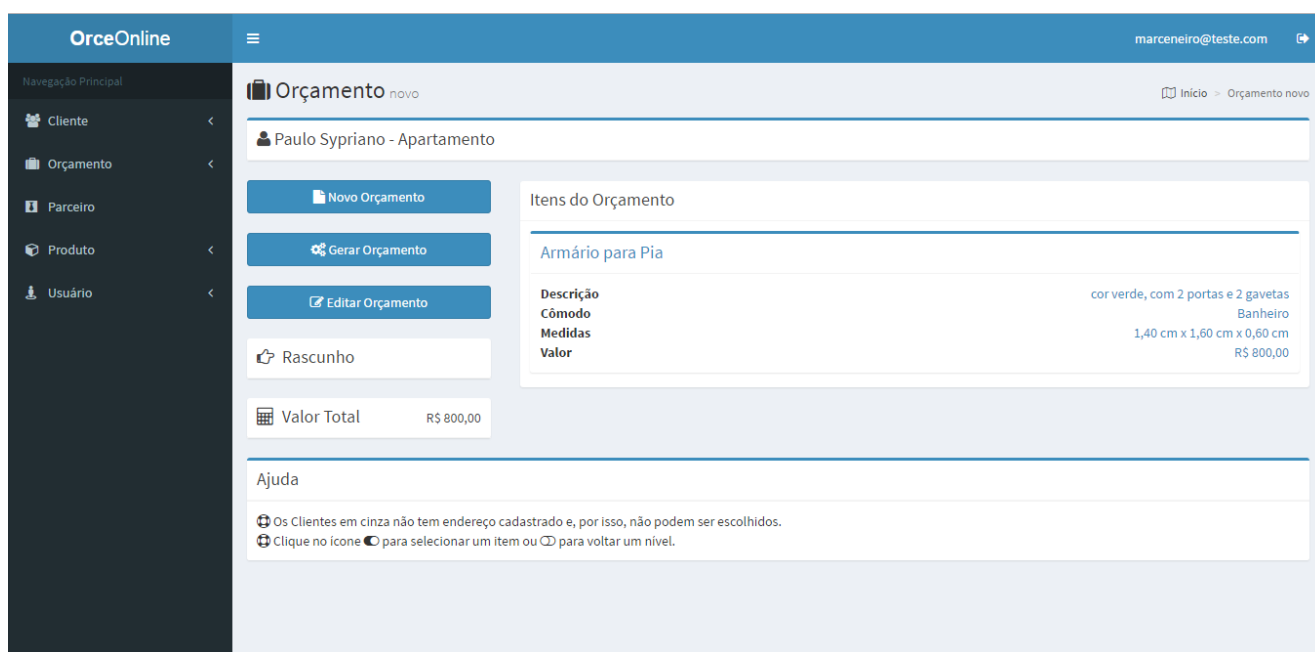 OrceOnline
marceneiro@teste.com
Navegação Principal
Cliente
Orçamento
Parceiro
Produto
Usuário
Orçamento novo
Início > Orçamento novo
Paulo Sypriano - Apartamento
Novo Orçamento
Gerar Orçamento
Editar Orçamento
Rascunho
Valor Total R$ 800,00
Itens do Orçamento
Armário para Pia
Descrição cor verde, com 2 portas e 2 gavetas
Cômodo Banheiro
Medidas 1,40 cm x 1,60 cm x 0,60 cm
Valor R$ 800,00
Ajuda
Os Clientes em cinza não tem endereço cadastrado e, por isso, não podem ser escolhidos.
Clique no ícone para selecionar um item ou para voltar um nível.